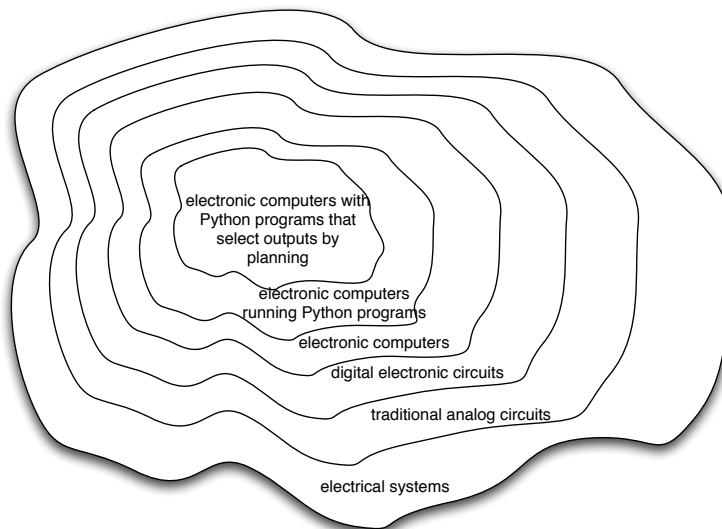 electronic computers with
Python programs that
select outputs by
planning
electronic computers
running Python programs
electronic computers
digital electronic circuits
traditional analog circuits
electrical systems